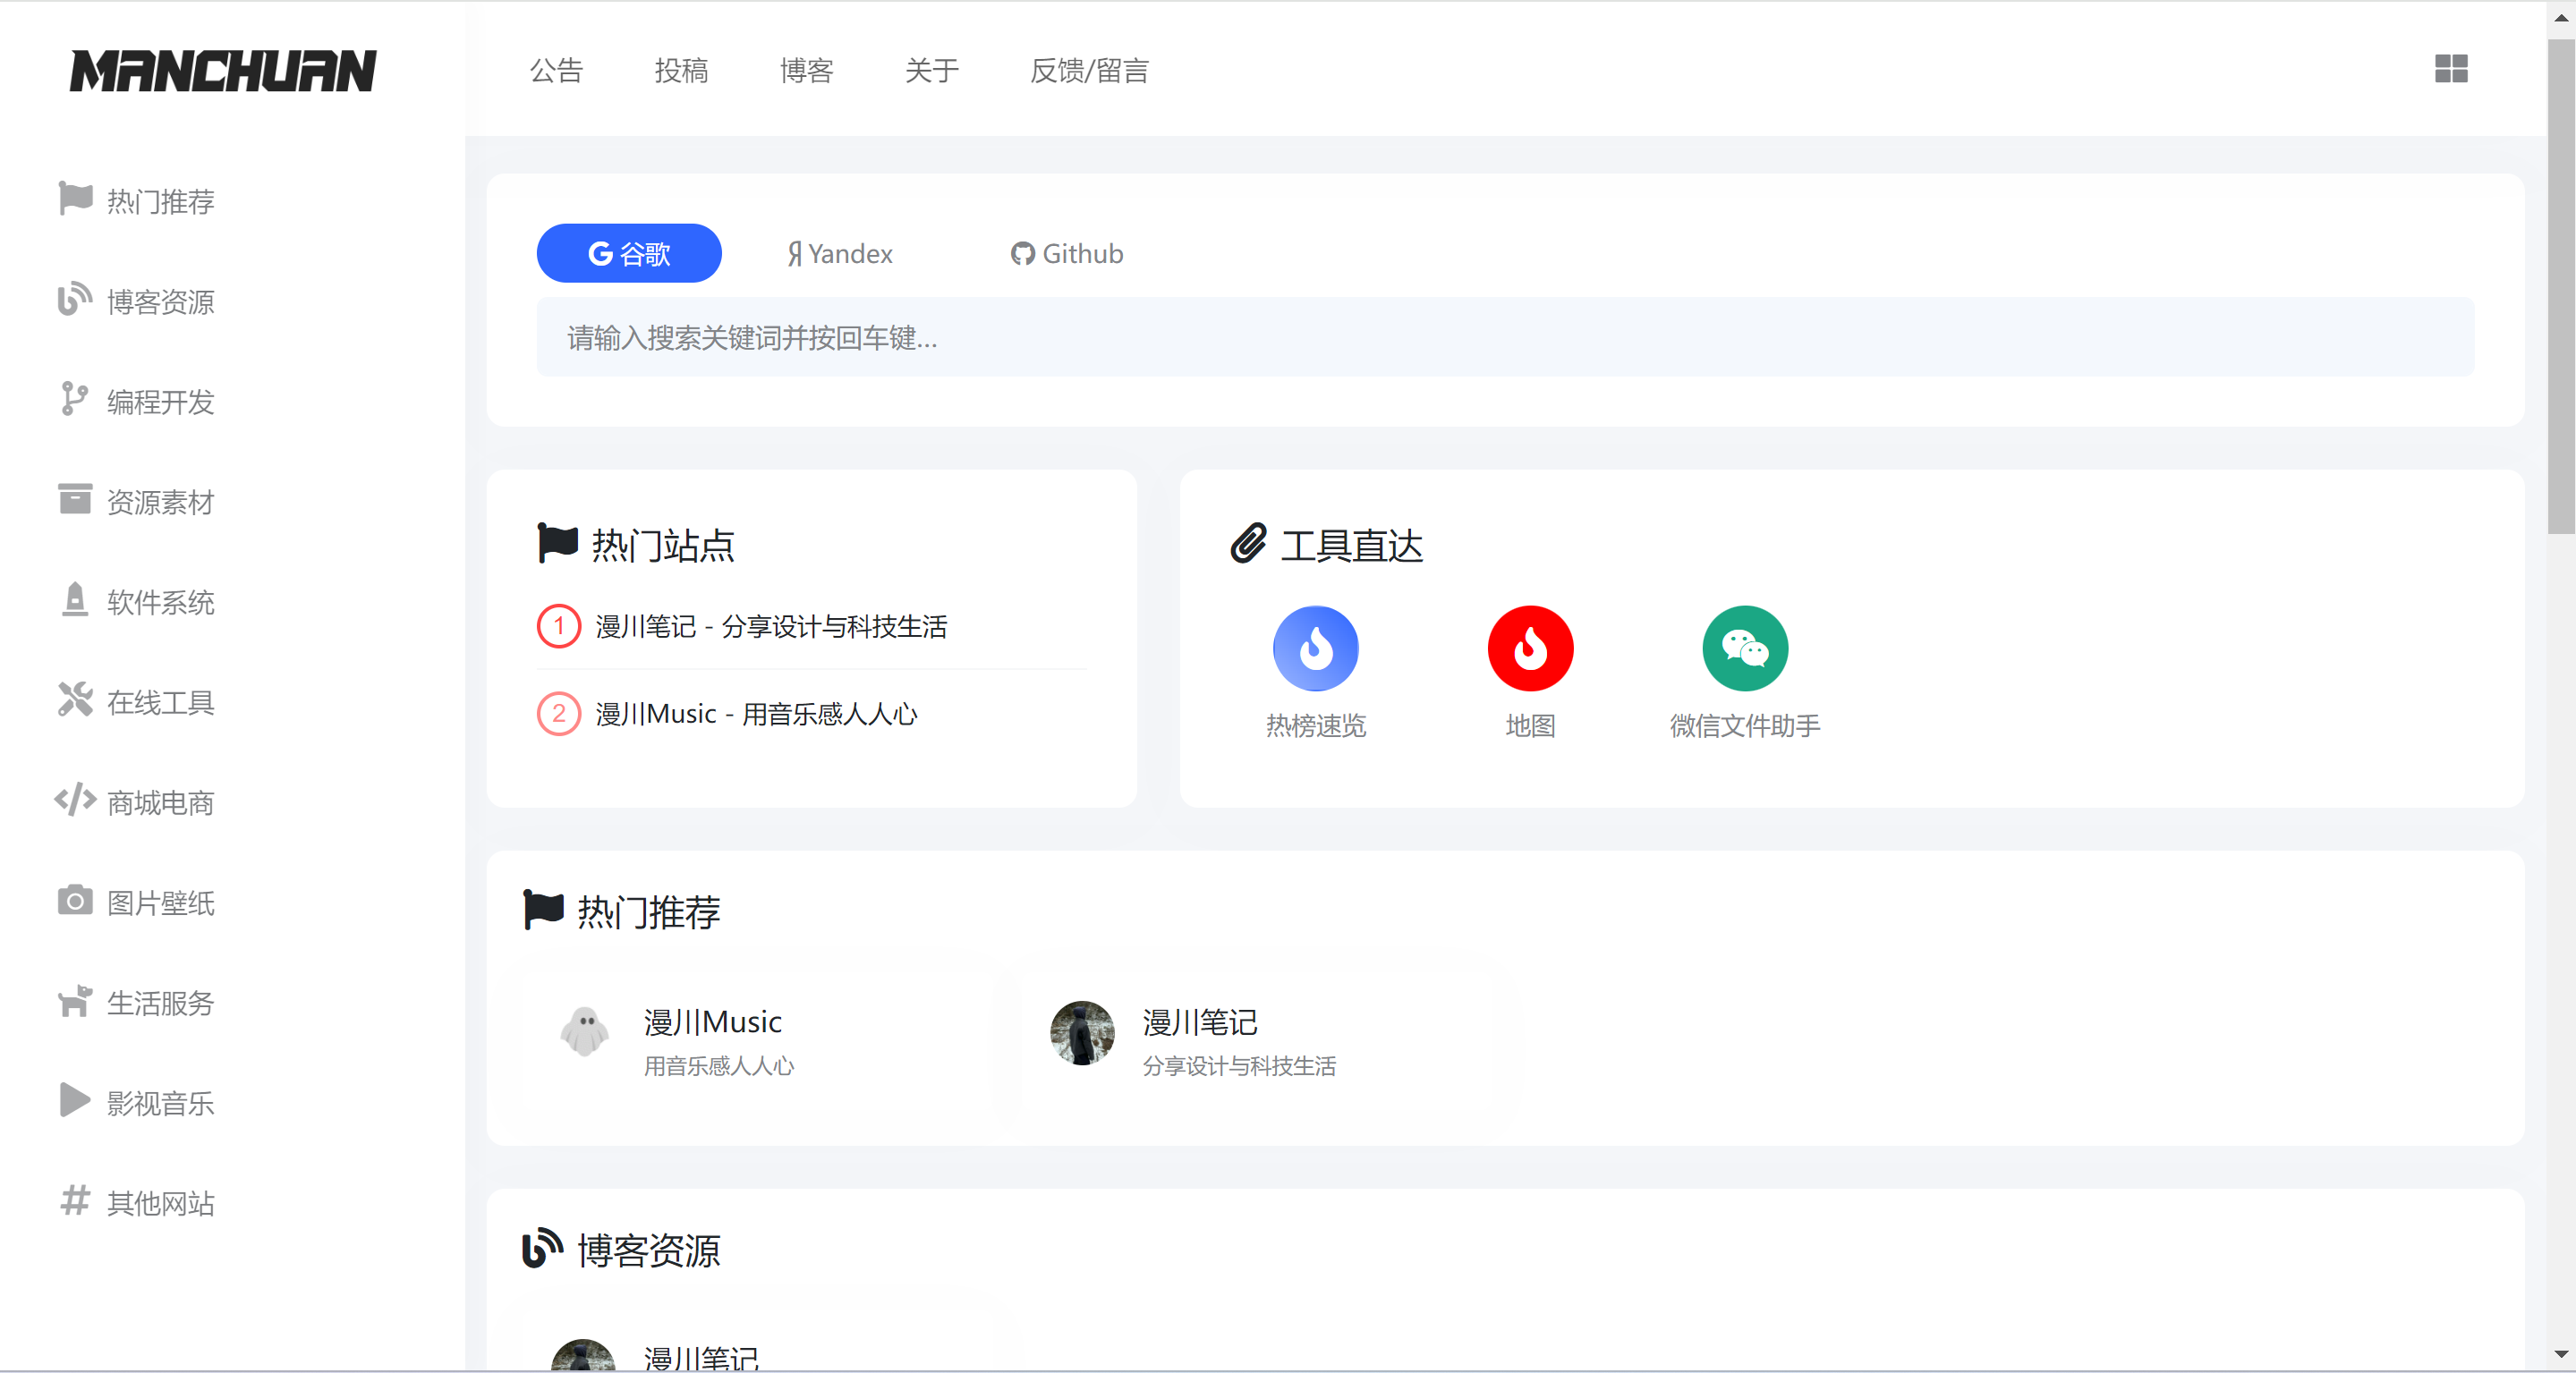 MANCHUAN
公告 投稿 博客 关于 反馈/留言
热门推荐
博客资源
编程开发
资源素材
软件系统
在线工具
商城电商
图片壁纸
生活服务
影视音乐
其他网站
谷歌 Yandex Github
请输入搜索关键词并按回车键...
热门站点
1 漫川笔记 - 分享设计与科技生活
2 漫川Music - 用音乐感人人心
工具直达
热榜速览 地图 微信文件助手
热门推荐
漫川Music
用音乐感人人心
漫川笔记
分享设计与科技生活
博客资源
漫川笔记